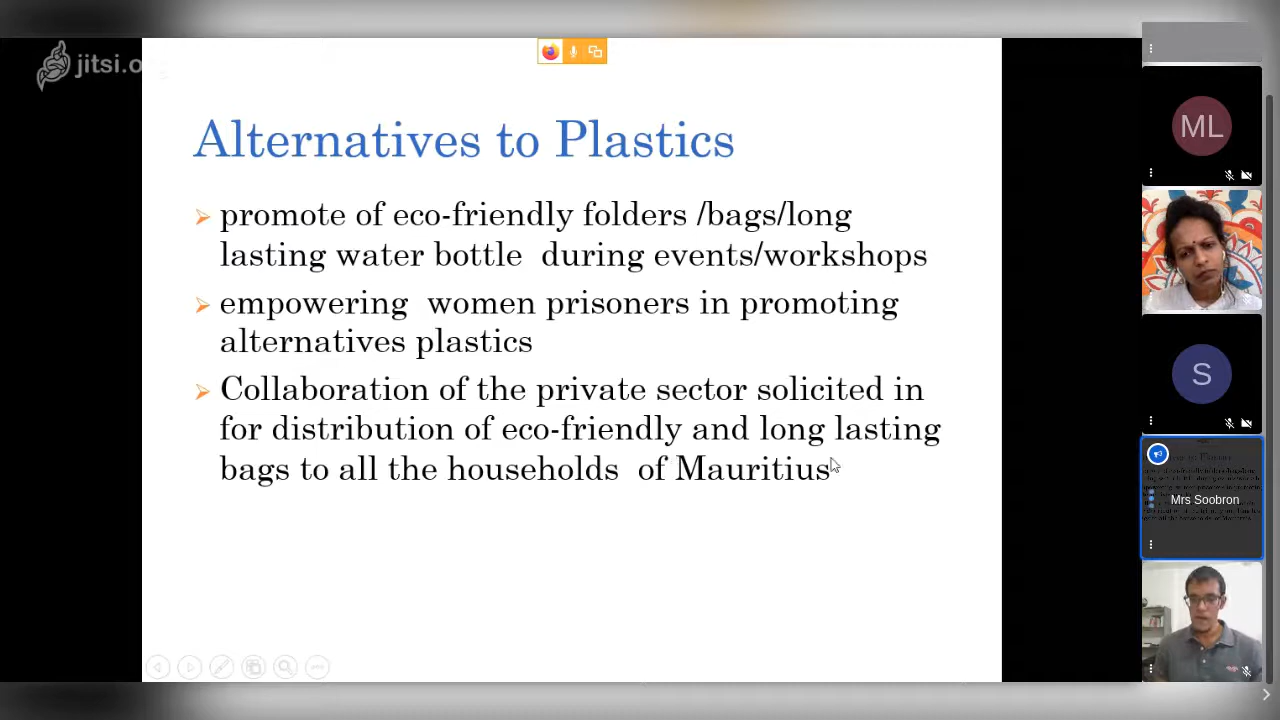 jitsi.o
Alternatives to Plastics
promote of eco-friendly folders /bags/long
lasting water bottle during events/workshops
empowering women prisoners in promoting
alternatives plastics
Collaboration of the private sector solicited in
for distribution of eco-friendly and long lasting
bags to all the households of Mauritius
ML
S
Mrs Soobron